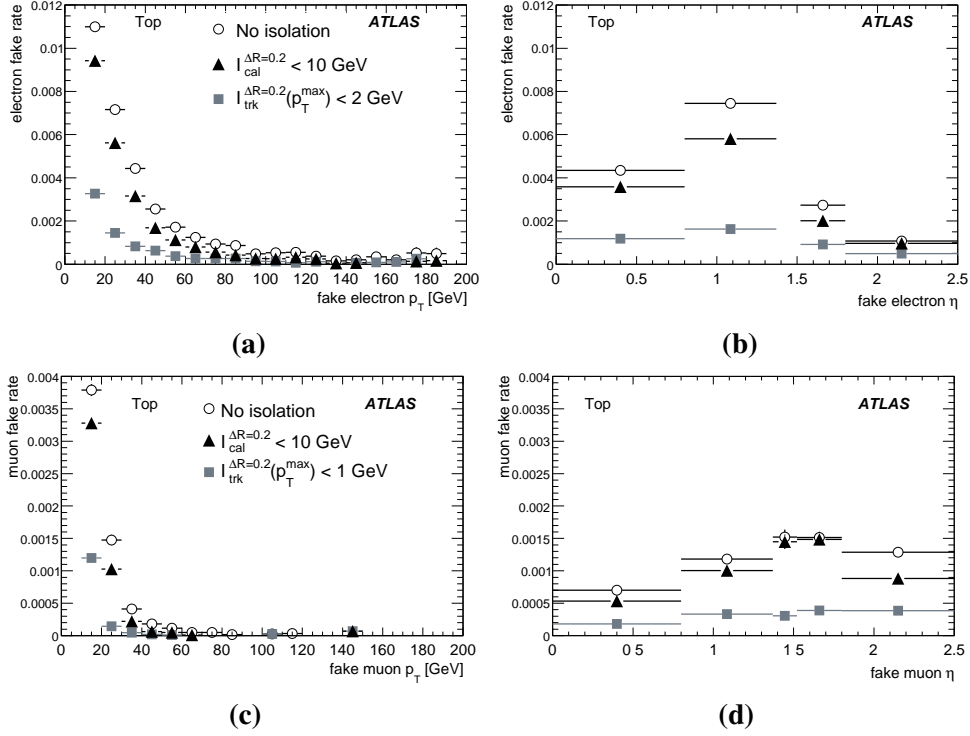 electron fake rate
0.012
0.01
0.008
0.006
0.004
0.002
0
Top
ATLAS
No isolation
I cal ΔR=0.2 < 10 GeV
I trk ΔR=0.2 (p T max) < 2 GeV
0 20 40 60 80 100 120 140 160 180 200
fake electron p T [GeV]
(a)
electron fake rate
0.012
0.01
0.008
0.006
0.004
0.002
0
Top
ATLAS
0 0.5 1 1.5 2 2.5
fake electron η
(b)
muon fake rate
0.004
0.0035
0.003
0.0025
0.002
0.0015
0.001
0.0005
0
Top
ATLAS
No isolation
I cal ΔR=0.2 < 10 GeV
I trk ΔR=0.2 (p T max) < 1 GeV
0 20 40 60 80 100 120 140 160 180 200
fake muon p T [GeV]
(c)
muon fake rate
0.004
0.0035
0.003
0.0025
0.002
0.0015
0.001
0.0005
0
Top
ATLAS
0 0 5 1 1 5 2 2.5
fake muon η
(d)